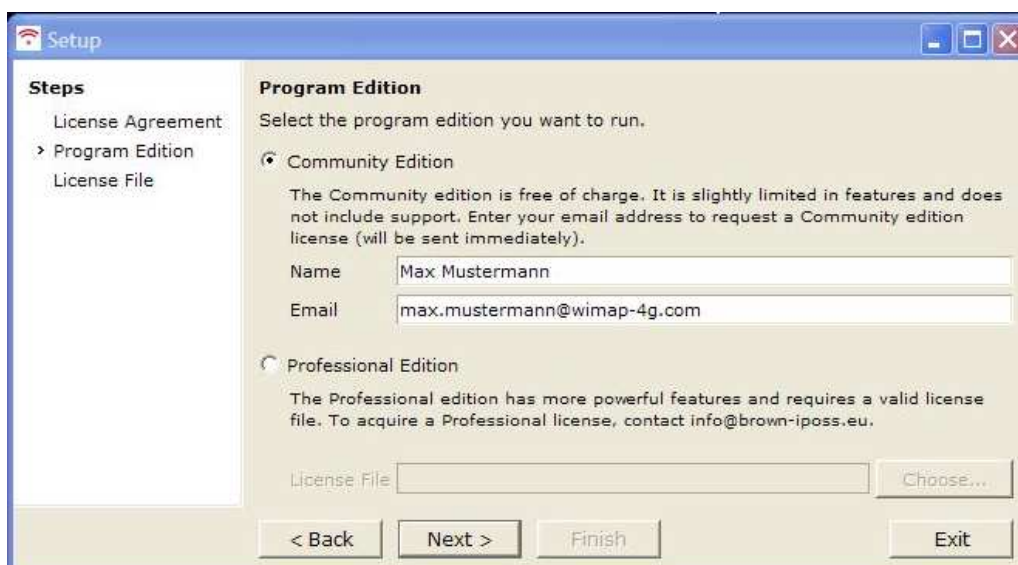 Setup
Steps
License Agreement
› Program Edition
License File
Program Edition
Select the program edition you want to run.
Community Edition
The Community edition is free of charge. It is slightly limited in features and does
not include support. Enter your email address to request a Community edition
license (will be sent immediately).
Name Max Mustermann
Email max.mustermann@wimap-4g.com
Professional Edition
The Professional edition has more powerful features and requires a valid license
file. To acquire a Professional license, contact info@brown-iposs.eu.
License File Choose...
< Back Next > Finish Exit